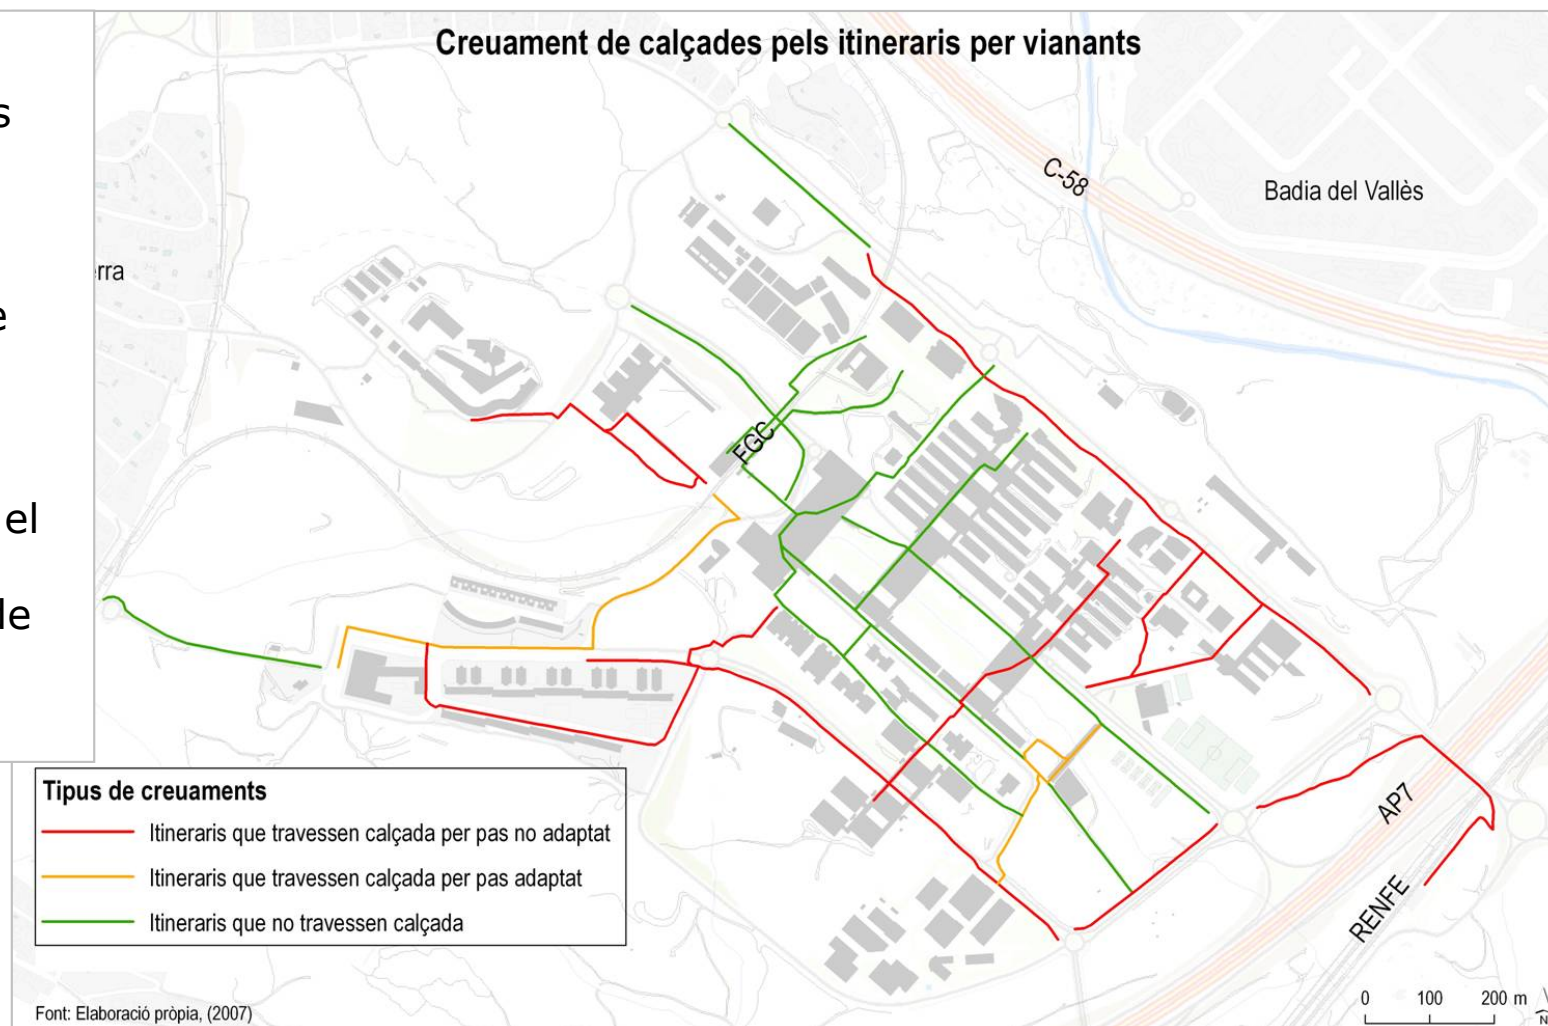 Creuament de calçades pels itineraris per vianants
s
C-58
Badia del Vallès
rra
e
FGC
el
le
Tipus de creuaments
Itineraris que travessen calçada per pas no adaptat
Itineraris que travessen calçada per pas adaptat
Itineraris que no travessen calçada
AP7
RENFE
Font: Elaboració pròpia, (2007)
0 100 200 m
N